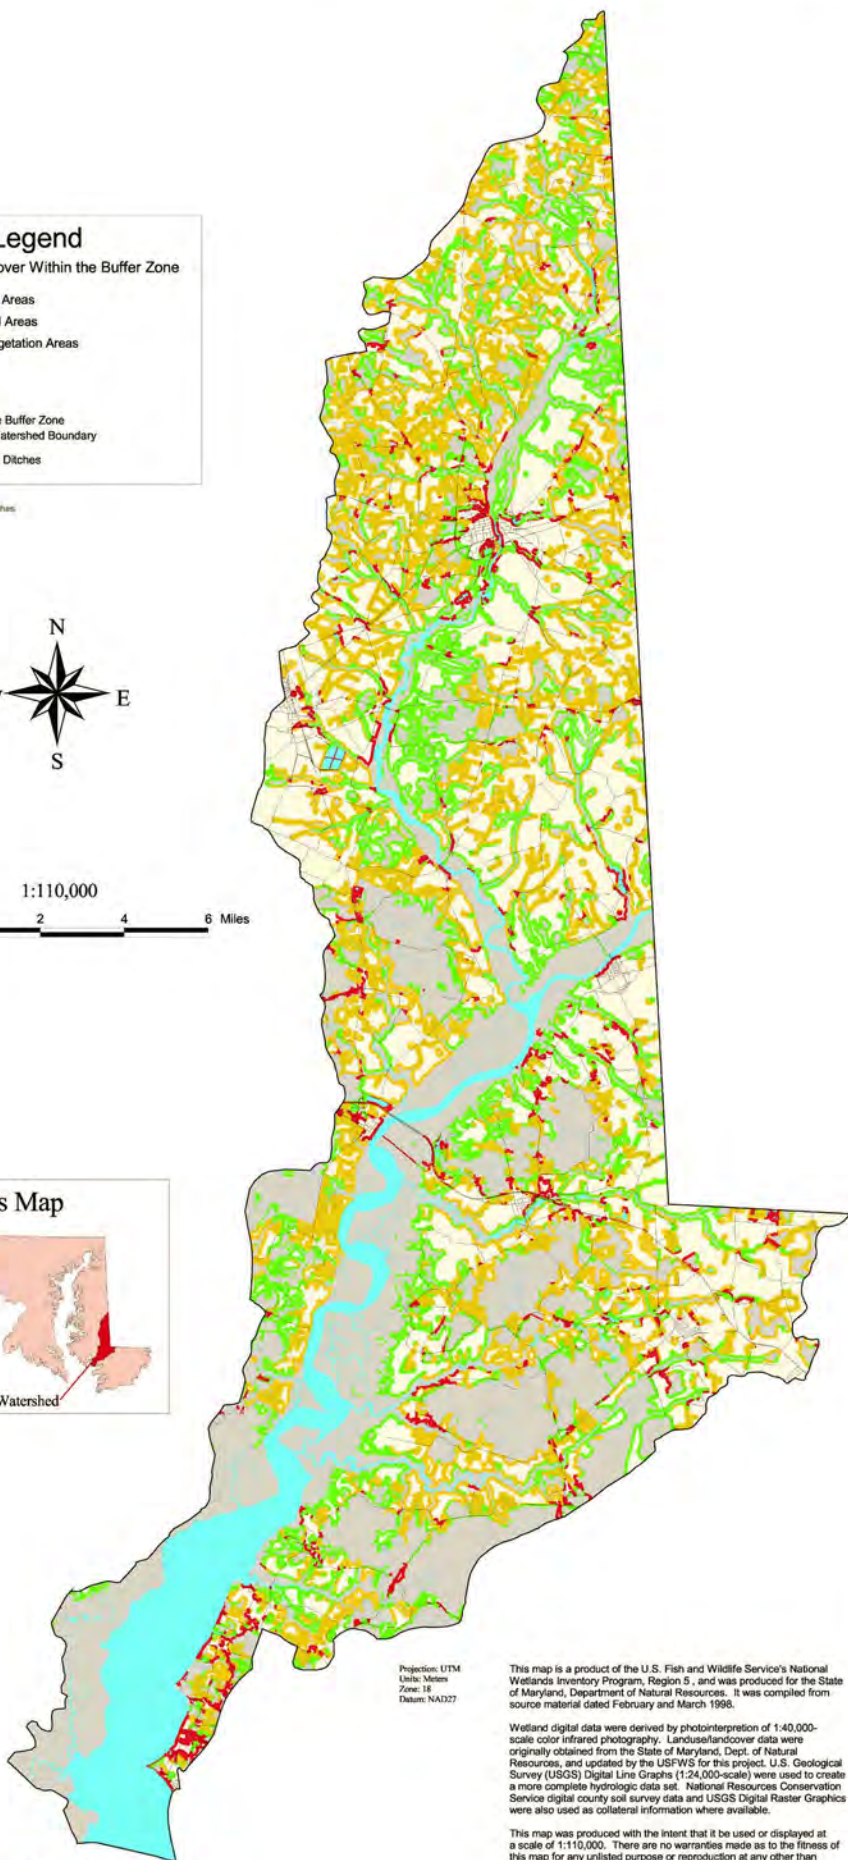 Legend
over Within the Buffer Zone
Areas
Areas
getation Areas
Buffer Zone
atershed Boundary
Ditches
N
E
S
1:110,000
2 4 6 Miles
s Map
Watershed
Projection: UTM
Units: Meters
Zone: 18
Datum: NAD27
This map is a product of the U.S. Fish and Wildlife Service's National
Wetlands Inventory Program, Region 5 , and was produced for the State
of Maryland, Department of Natural Resources. It was compiled from
source material dated February and March 1998.
Wetland digital data were derived by photointerpretion of 1:40,000-
scale color infrared photography. Landuse/landcover data were
originally obtained from the State of Maryland, Dept. of Natural
Resources, and updated by the USFWS for this project. U.S. Geological
Survey (USGS) Digital Line Graphs (1:24,000-scale) were used to create
a more complete hydrologic data set. National Resources Conservation
Service digital county soil survey data and USGS Digital Raster Graphics
were also used as collateral information where available.
This map was produced with the intent that it be used or displayed at
a scale of 1:110,000. There are no warranties made as to the fitness of
this map for any unlisted purpose or reproduction at any other than